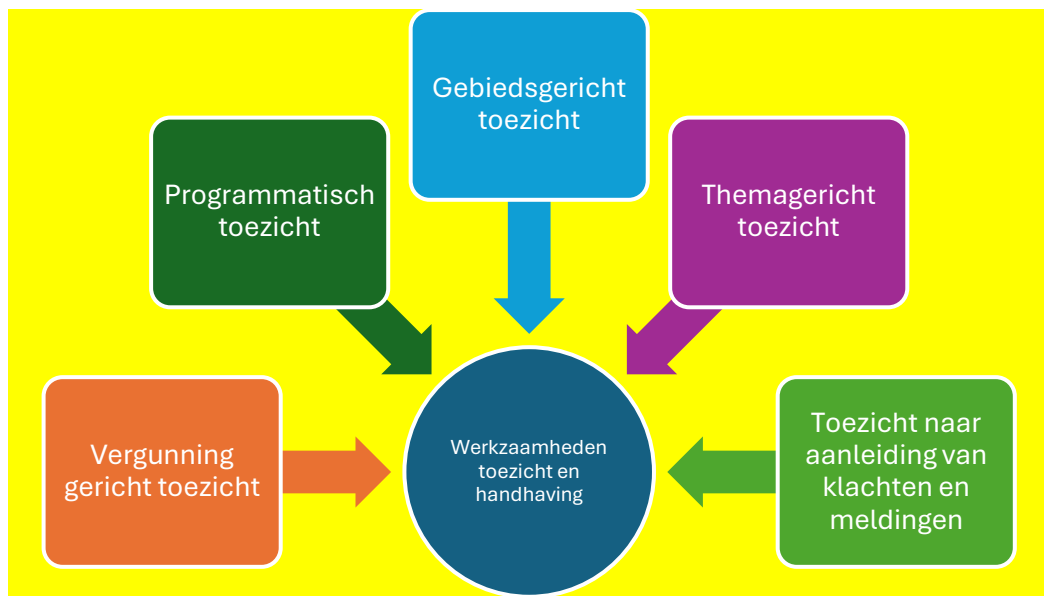 Gebiedsgericht
toezicht
Programmatisch
toezicht
Themagericht
toezicht
Vergunning
gericht toezicht
Werkzaamheden
toezicht en
handhaving
Toezicht naar
aanleiding van
klachten en
meldingen